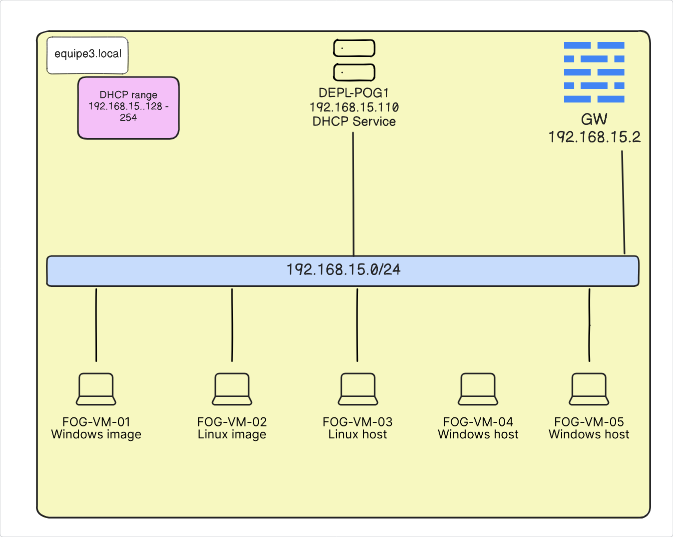 equipe3.local
DHCP range
192.168.15..128 -
254
DEPL-POG1
192.168.15.110
DHCP Service
GW
192.168.15.2
192.168.15.0/24
FOG-VM-01
Windows image
FOG-VM-02
Linux image
FOG-VM-03
Linux host
FOG-VM-04
Windows host
FOG-VM-05
Windows host